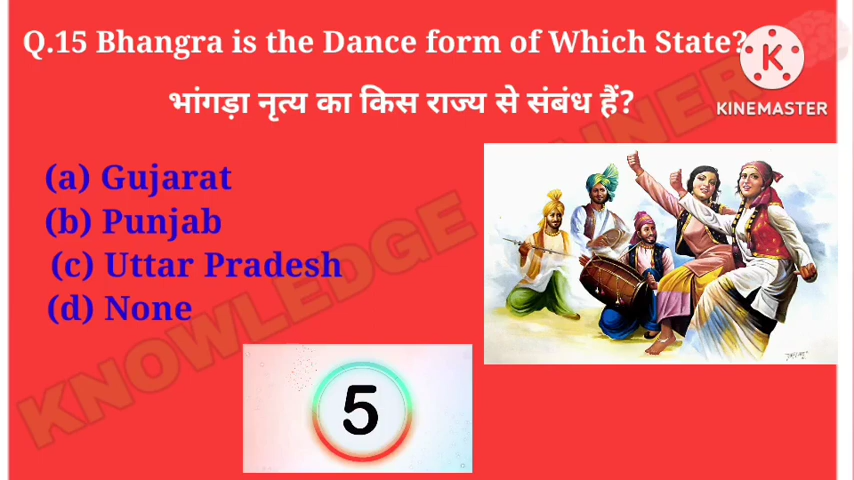 Q.15 Bhangra is the Dance form of Which State?
भांगड़ा नृत्य का किस राज्य से संबंध हैं?
K
KINEMASTER
(a) Gujarat
(b) Punjab
(c) Uttar Pradesh
(d) None
5
KNOWLEDGE